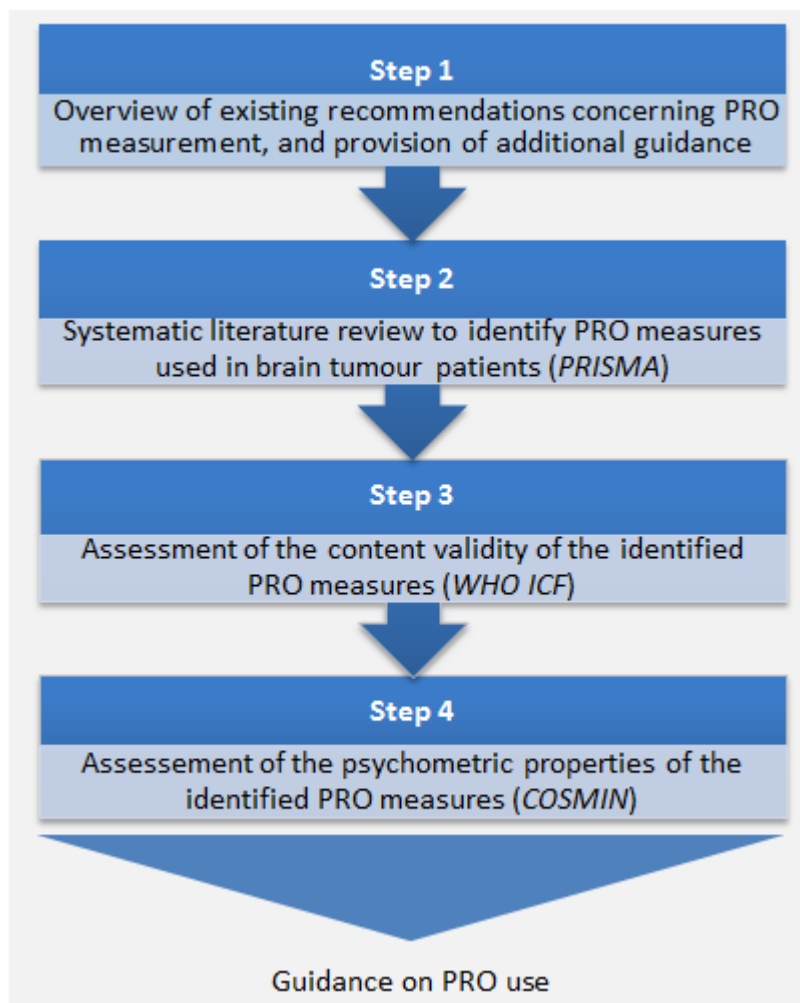 Step 1
Overview of existing recommendations concerning PRO
measurement, and provision of additional guidance
Step 2
Systematic literature review to identify PRO measures
used in brain tumour patients (PRISMA)
Step 3
Assessment of the content validity of the identified
PRO measures (WHO ICF)
Step 4
Assessement of the psychometric properties of the
identified PRO measures (COSMIN)
Guidance on PRO use